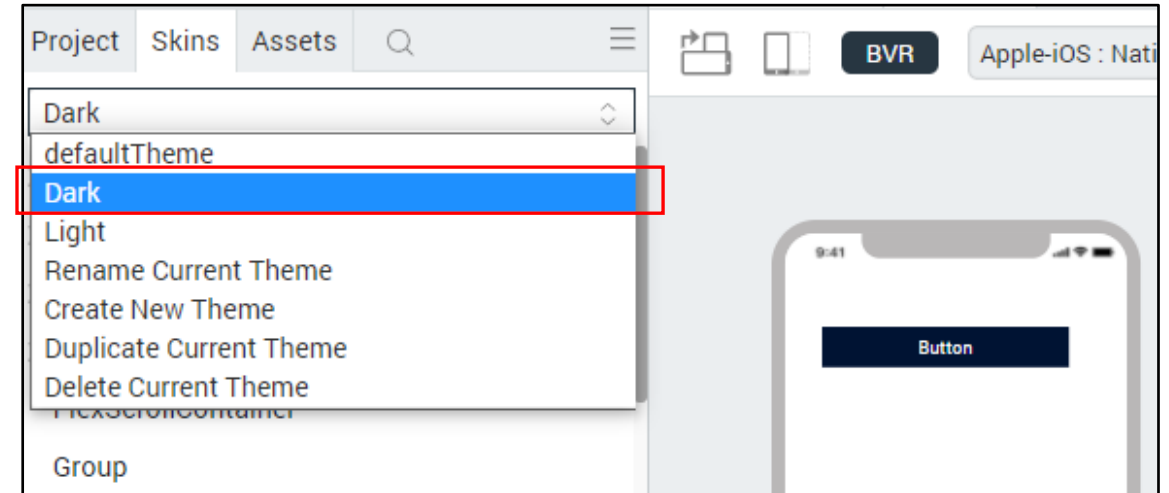 Project Skins Assets
BVR
Apple-iOS : Nati
Dark
defaultTheme
Dark
Light
Rename Current Theme
Create New Theme
Duplicate Current Theme
Delete Current Theme
FlexScrollContainer
Group
9:41
Button